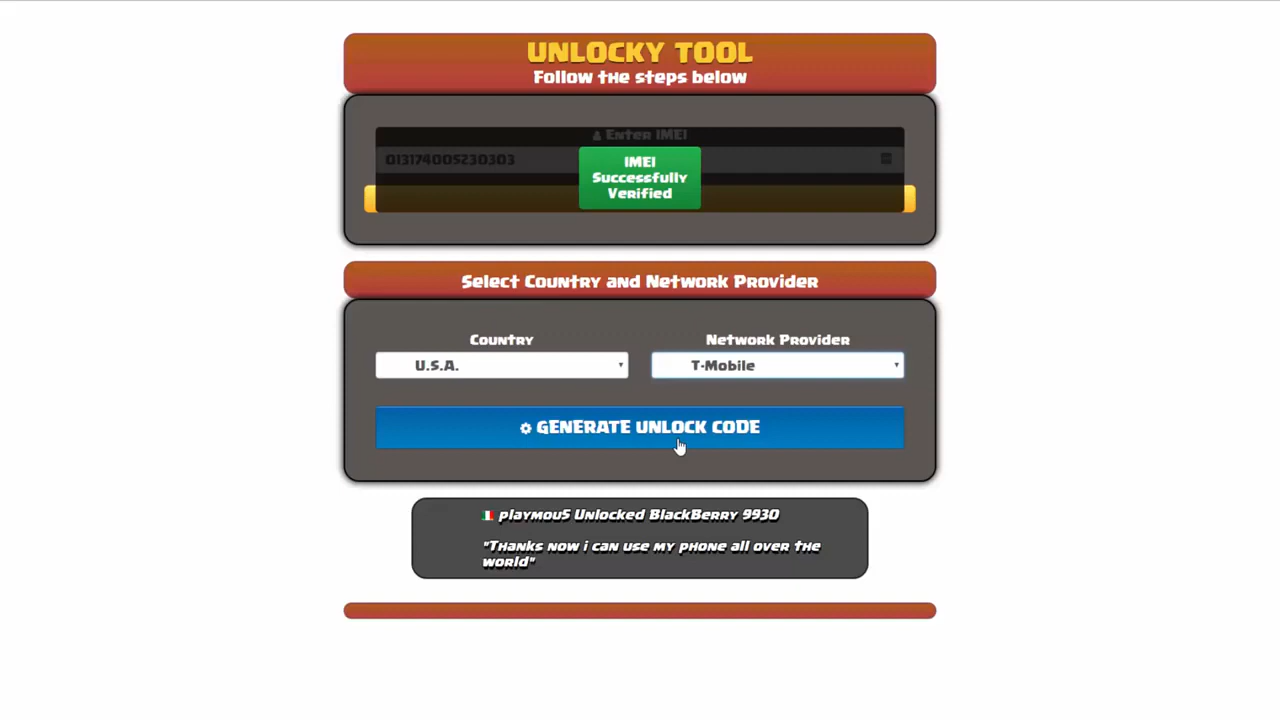 UNLOCKY TOOL
Follow the steps below
Enter IMEI
013174005230303
IMEI
Successfully
Verified
Select Country and Network Provider
Country
Network Provider
U.S.A.
T-Mobile
GENERATE UNLOCK CODE
playmou5 Unlocked BlackBerry 9930
"Thanks now i can use my phone all over the
world"